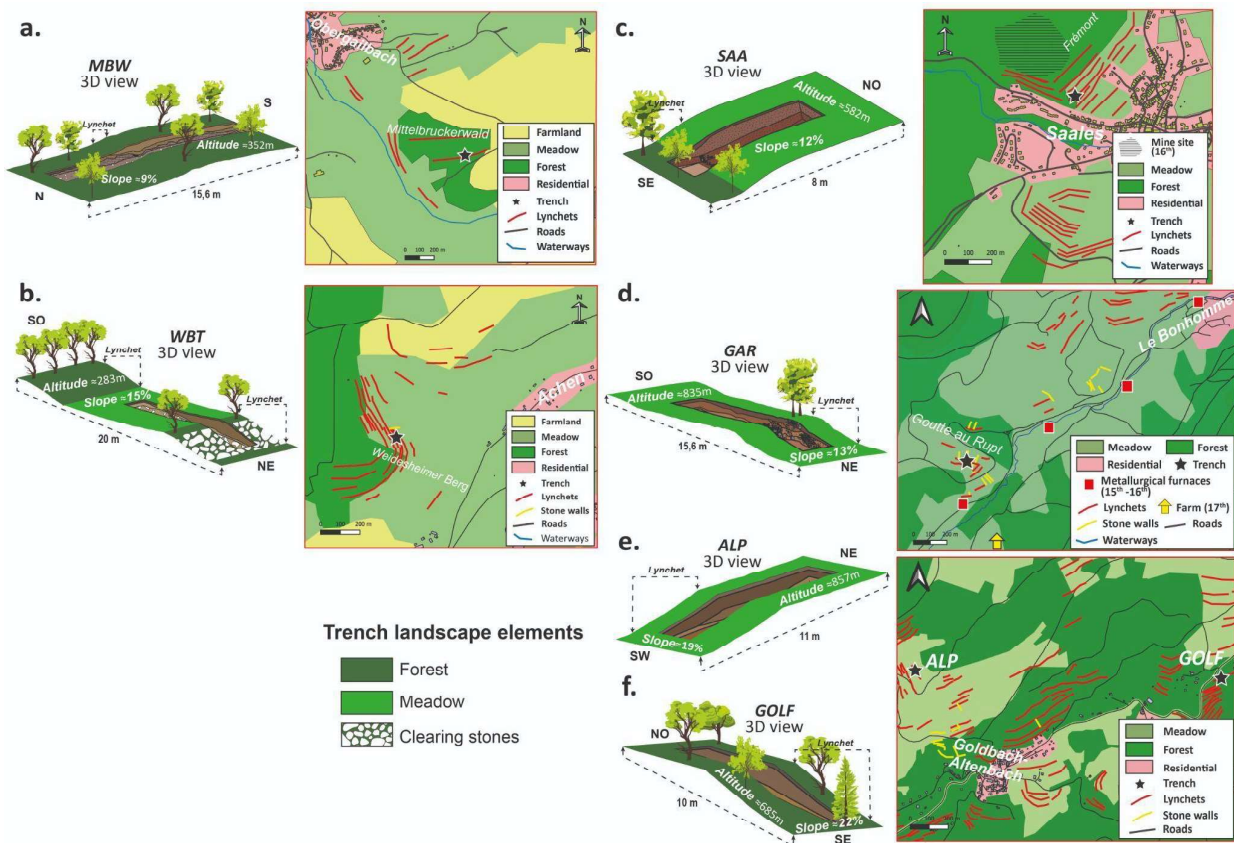 a.
MBW
3D view
S
Lynchet
Altitude ≈352m
Slope ≈9%
N
15,6 m
Obergailbach
N
Mittelbruckerwald
Farmland
Meadow
Forest
Residential
Trench
Lynchets
Roads
Waterways
0 100 200 m
c.
SAA
3D view
NO
Lynchet
Altitude ≈582m
Slope ≈12%
SE
8 m
N
Frémont
Saales
Mine site
(16th)
Meadow
Forest
Residential
Trench
Lynchets
Roads
Waterways
0 100 200 m
b.
SO
WBT
3D view
Lynchet
Altitude ≈283m
Slope ≈15%
Lynchet
20 m
NE
N
Achen
Weidesheimer Berg
Farmland
Meadow
Forest
Residential
Trench
Lynchets
Stone walls
Roads
Waterways
0 100 200 m
d.
GAR
3D view
SO
Altitude ≈835m
Lynchet
Slope ≈13%
15,6 m
NE
Le Bonhomme
Goutte au Rupt
Meadow
Forest
Residential
Trench
Metallurgical furnaces
(15th -16th)
Lynchets
Farm (17th)
Stone walls
Roads
Waterways
0 100 200 m
e.
ALP
3D view
NE
Lynchet
Altitude ≈857m
Slope ≈19%
11 m
SW
Trench landscape elements
Forest
Meadow
Clearing stones
f.
GOLF
3D view
NO
Lynchet
Altitude ≈685m
10 m
Slope ≈22%
SE
ALP
GOLF
Goldbach-
Altenbach
Meadow
Forest
Residential
Trench
Lynchets
Stone walls
Roads